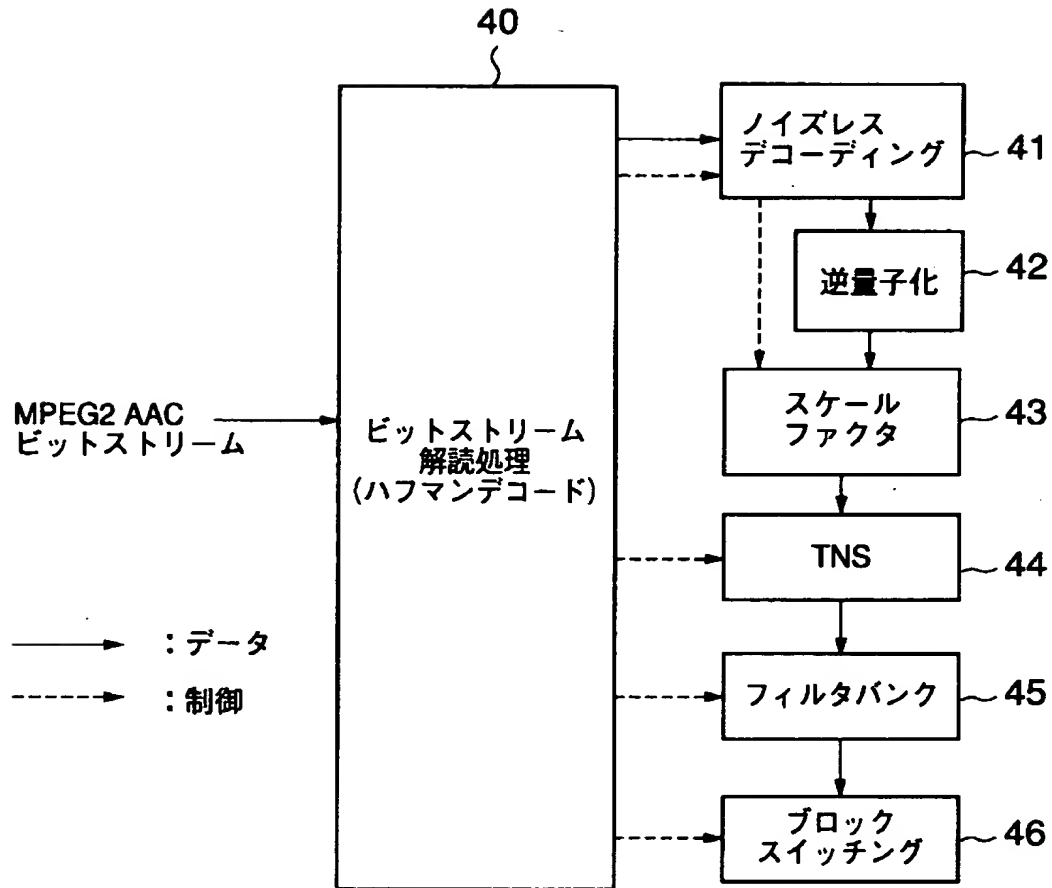 40
ノイズレス
デコーディング
41
逆量子化
42
スケール
ファクタ
43
MPEG2 AAC
ビットストリーム
ビットストリーム
解読処理
(ハフマンデコード)
TNS
44
:データ
:制御
フィルタバンク
45
ブロック
スイッチング
46